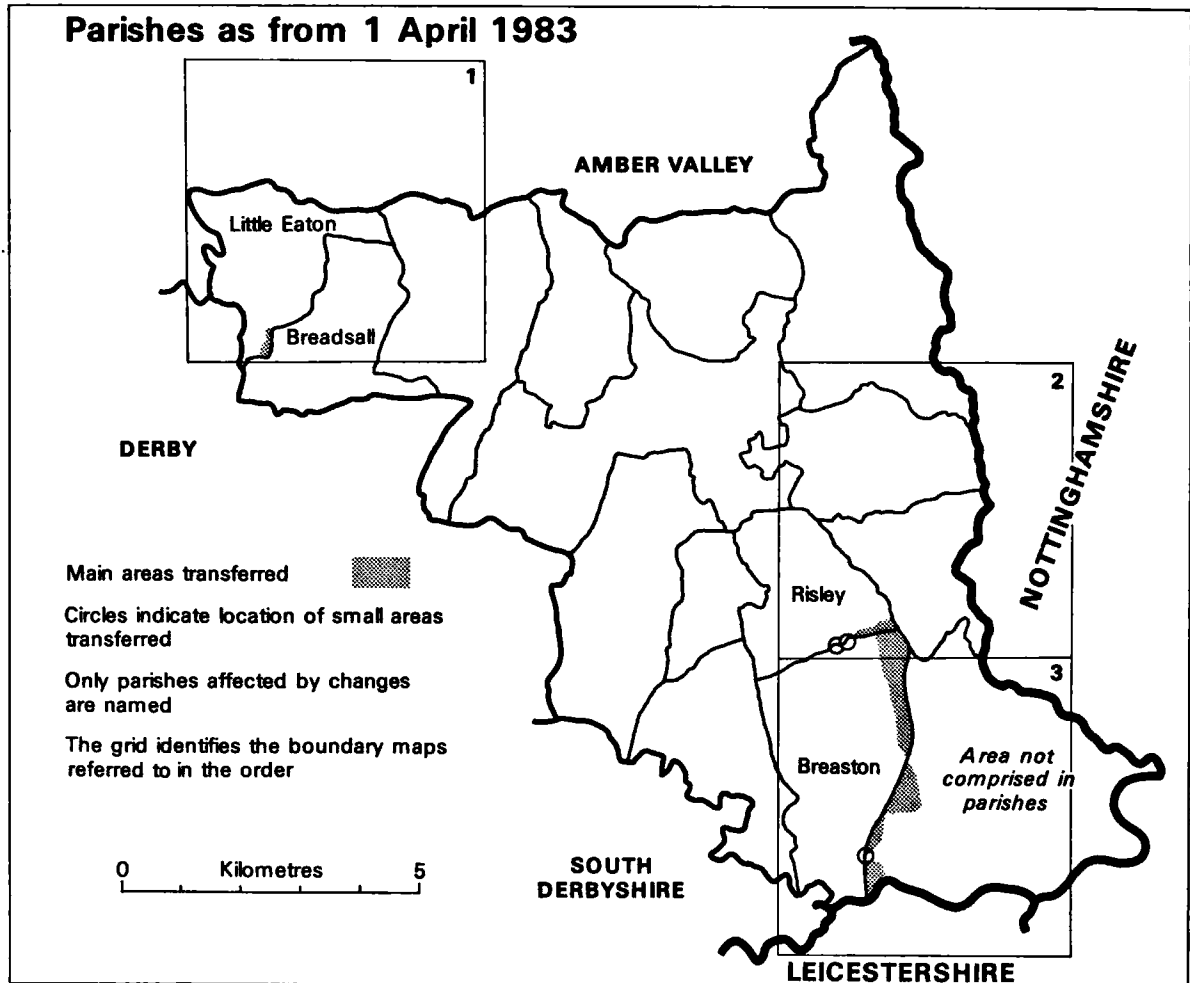 Parishes as from 1 April 1983
1
AMBER VALLEY
Little Eaton
Breadsall
2
DERBY
NOTTINGHAMSHIRE
Main areas transferred
Circles indicate location of small areas
transferred
Risley
Only parishes affected by changes
are named
3
The grid identifies the boundary maps
referred to in the order
Breaston
Area not
comprised in
parishes
0 Kilometres 5
SOUTH
DERBYSHIRE
LEICESTERSHIRE